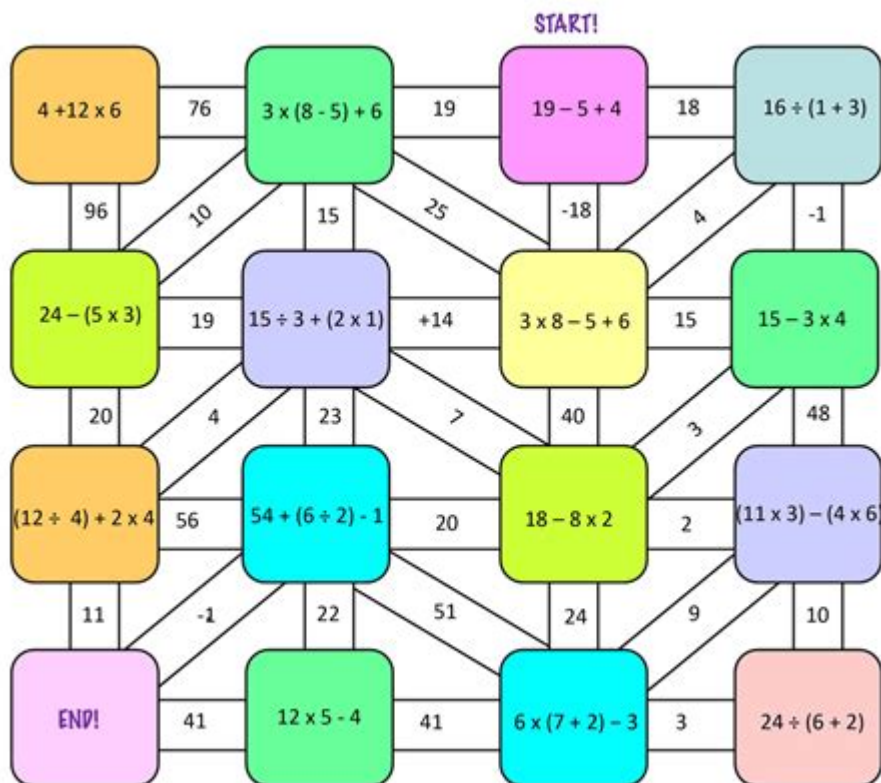 START!
4 +12 x 6 76 3 x (8 - 5) + 6 19 19 – 5 + 4 18 16 ÷ (1 + 3)
96 10 15 25 -18 4 -1
24 – (5 x 3) 19 15 ÷ 3 + (2 x 1) +14 3 x 8 – 5 + 6 15 15 – 3 x 4
20 4 23 7 40 3 48
(12 ÷ 4) + 2 x 4 56 54 + (6 ÷ 2) - 1 20 18 – 8 x 2 2 (11 x 3) – (4 x 6)
11 -1 22 51 24 9 10
END! 41 12 x 5 - 4 41 6 x (7 + 2) – 3 3 24 ÷ (6 + 2)